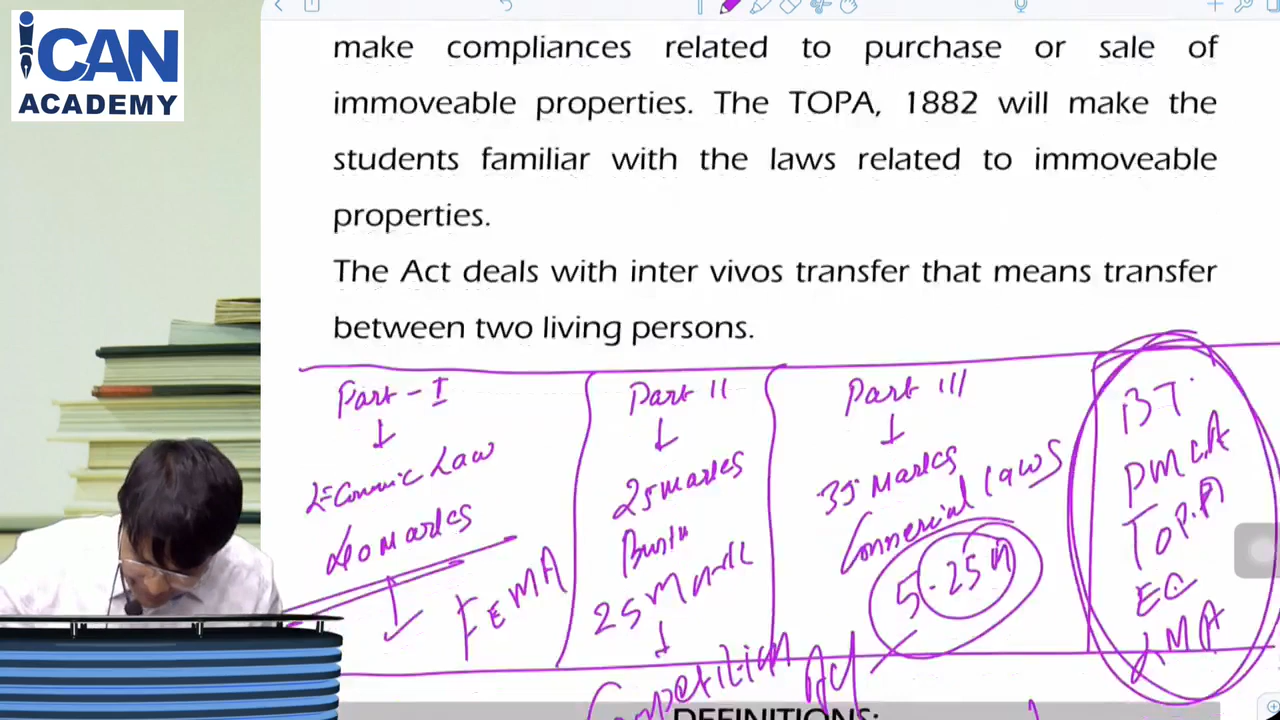 iCAN
ACADEMY
make compliances related to purchase or sale of
immoveable properties. The TOPA, 1882 will make the
students familiar with the laws related to immoveable
properties.
The Act deals with inter vivos transfer that means transfer
between two living persons.
Part - I
Economic Law
40 Marks
FEMA
Part II
25 marks
25 Mark
Competition Act
Part III
35 Marks
Commercial laws
5-25 M
BT
PMLA
TOPA
LMA
DEFINITIONS: